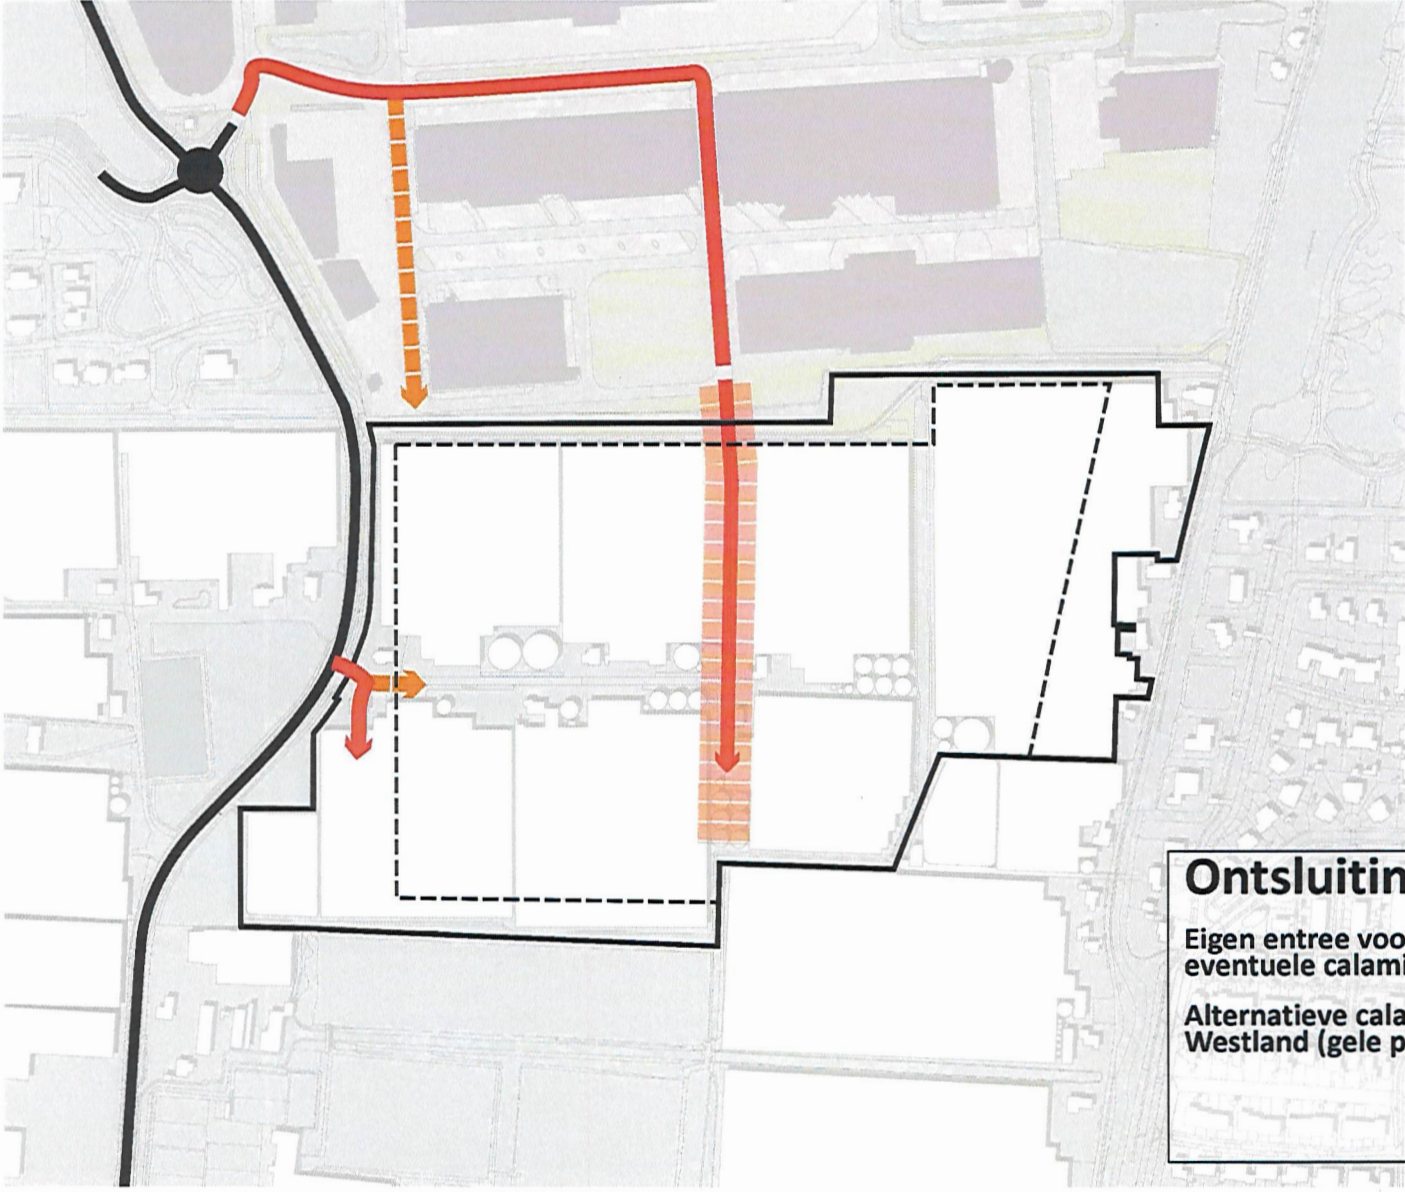 Ontsluitin
Eigen entree voo
eventuele calami
Alternatieve cala
Westland (gele p